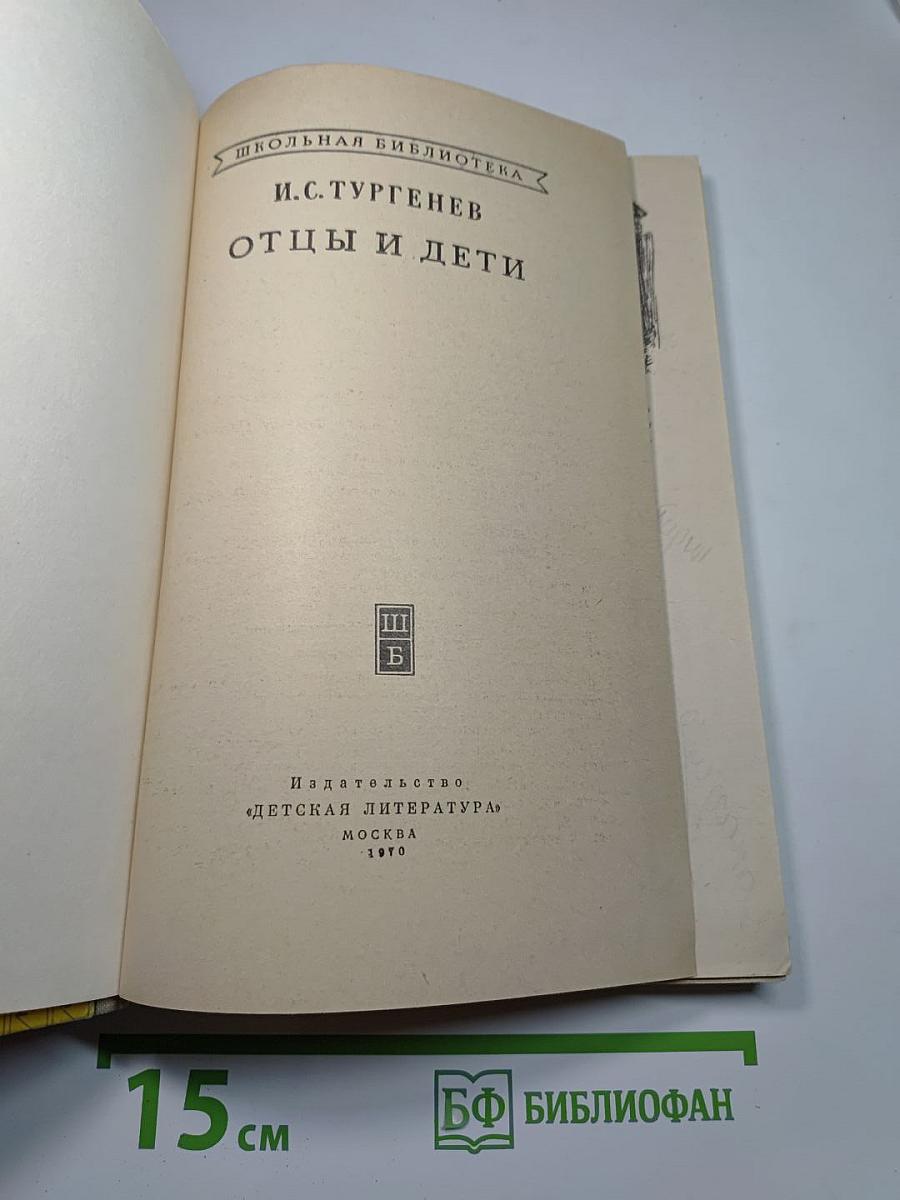 ШКОЛЬНАЯ БИБЛИОТЕКА
И.С. ТУРГЕНЕВ
ОТЦЫ И ДЕТИ
Ш
Б
Издательство
«ДЕТСКАЯ ЛИТЕРАТУРА»
МОСКВА
1970
15 см
БФ БИБЛИОФАН